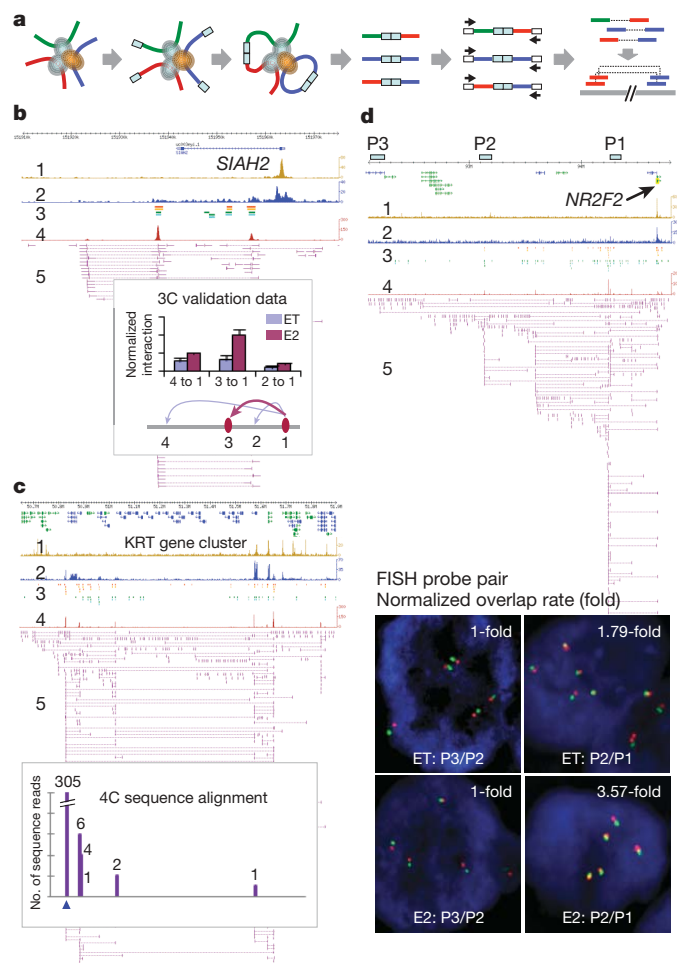 a
b
SIAH2
1
2
3
4
5
3C validation data
Normalized
interaction
ET
E2
4 to 1
3 to 1
2 to 1
4
3
2
1
c
KRT gene cluster
1
2
3
4
5
305
4C sequence alignment
No. of sequence reads
6
4
1
2
1
d
P3
P2
P1
NR2F2
1
2
3
4
5
FISH probe pair
Normalized overlap rate (fold)
1-fold
ET: P3/P2
1.79-fold
ET: P2/P1
1-fold
E2: P3/P2
3.57-fold
E2: P2/P1